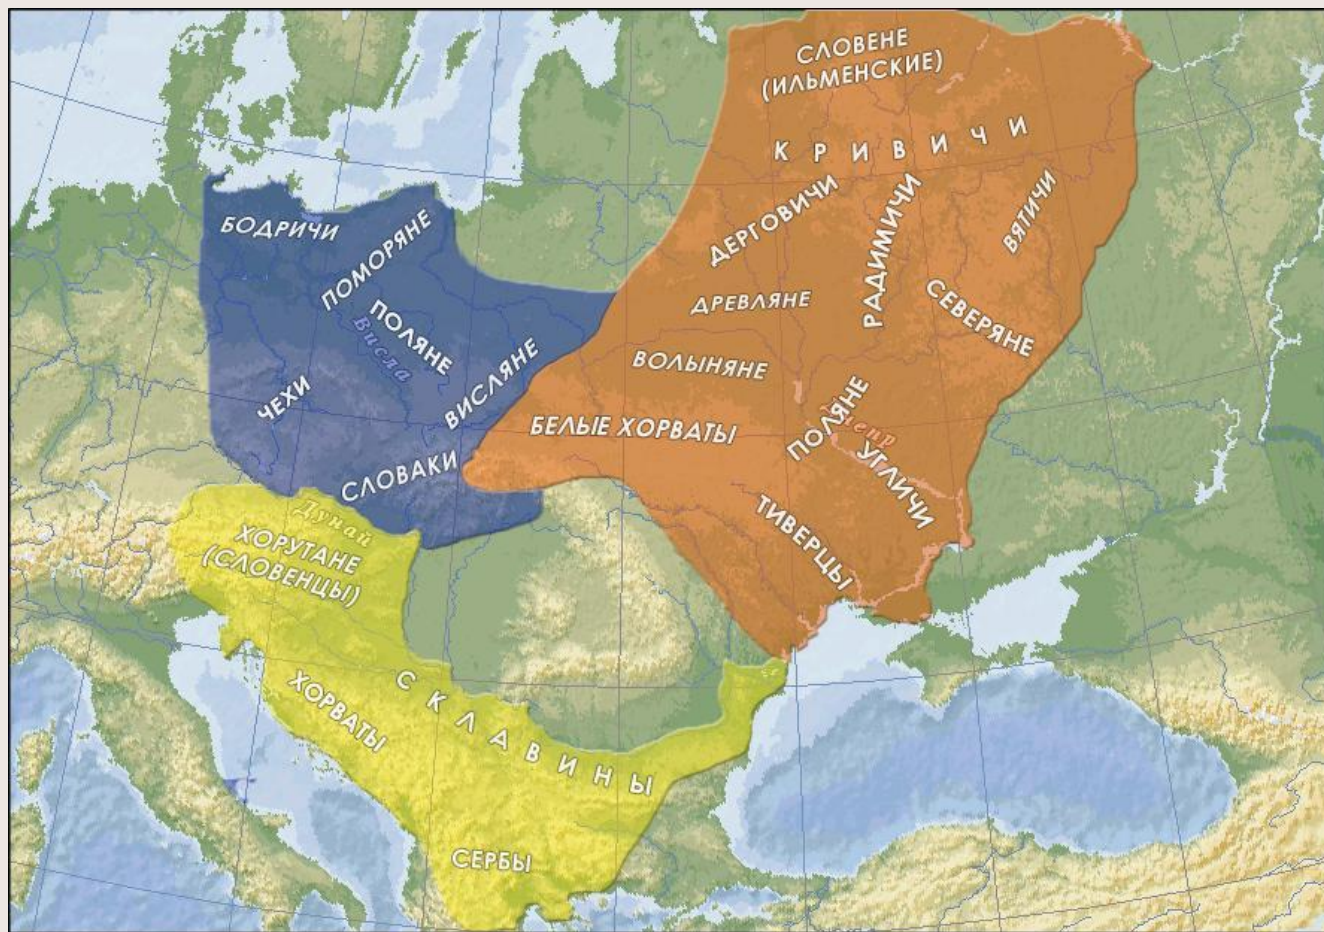 СЛОВЕНЕ
(ИЛЬМЕНСКИЕ)
КРИВИЧИ
ДЕРГОВИЧИ
РАДИМИЧИ
ВЯТИЧИ
БОДРИЧИ
ПОМОРЯНЕ
ДРЕВЛЯНЕ
СЕВЕРЯНЕ
ПОЛЯНЕ
Висла
ВИСЛЯНЕ
ВОЛЫНЯНЕ
ЧЕХИ
БЕЛЫЕ ХОРВАТЫ
ПОЛЯНЕ
УГЛИЧИ
СЛОВАКИ
ТИВЕРЦЫ
Дунай
ХОРУТАНЕ
(СЛОВЕНЦЫ)
СКЛАВИНЫ
ХОРВАТЫ
СЕРБЫ